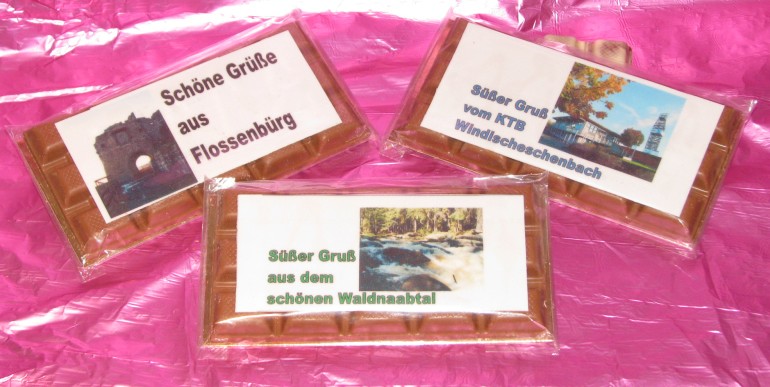 Schöne Grüße
aus
Flossenbürg
Süßer Gruß
vom KTB
Windischeschenbach
Süßer Gruß
aus dem
schönen Waldnaabtal